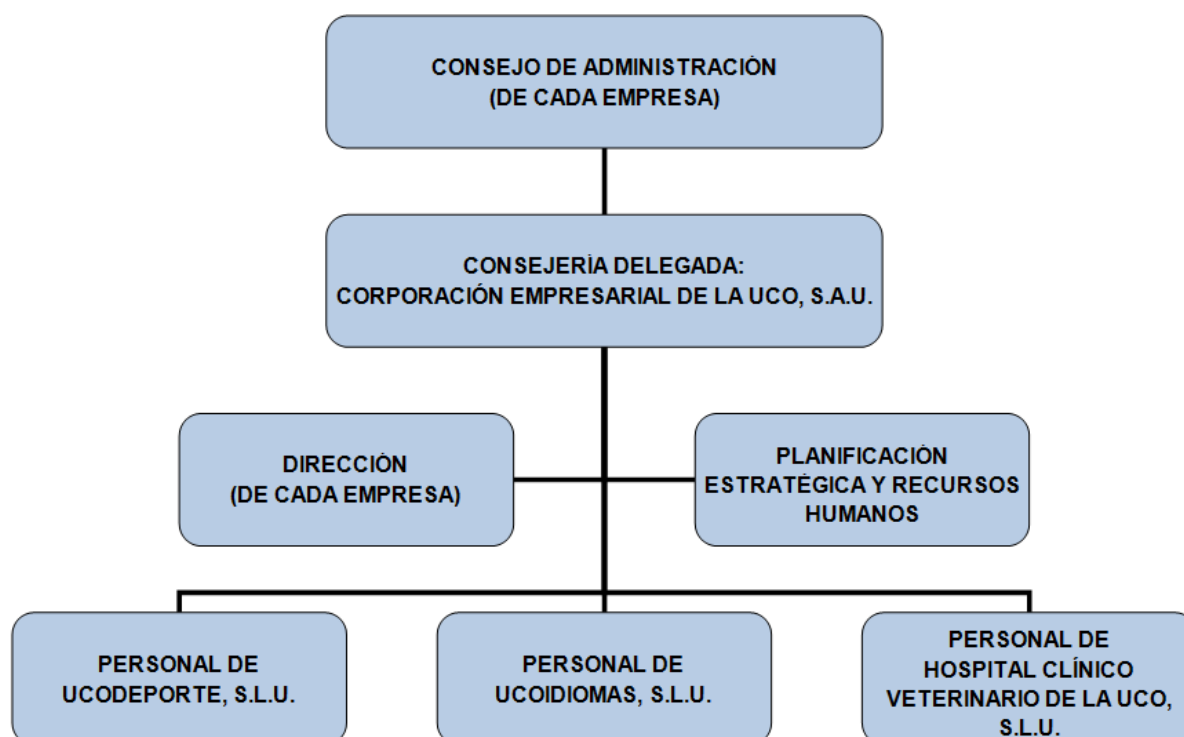 CONSEJO DE ADMINISTRACIÓN
(DE CADA EMPRESA)
CONSEJERÍA DELEGADA:
CORPORACIÓN EMPRESARIAL DE LA UCO, S.A.U.
DIRECCIÓN
(DE CADA EMPRESA)
PLANIFICACIÓN
ESTRATÉGICA Y RECURSOS
HUMANOS
PERSONAL DE
UCODEPORTE, S.L.U.
PERSONAL DE
UCOIDIOMAS, S.L.U.
PERSONAL DE
HOSPITAL CLÍNICO
VETERINARIO DE LA UCO,
S.L.U.